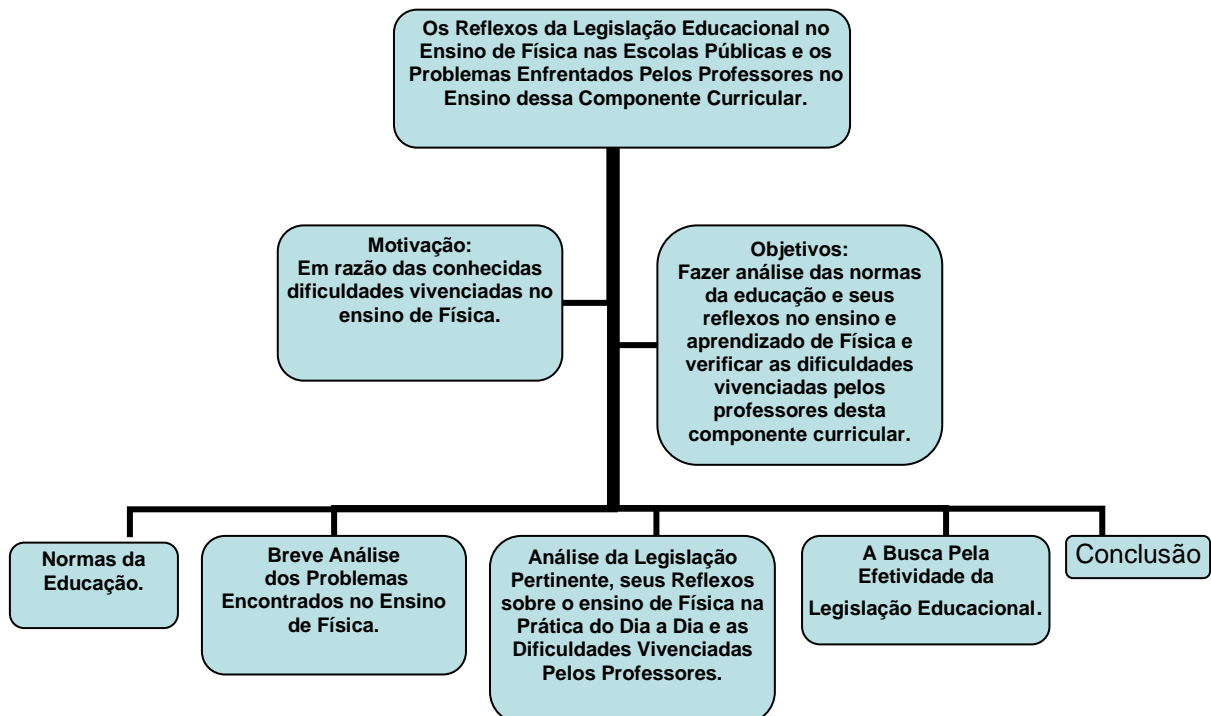 Os Reflexos da Legislação Educacional no
Ensino de Física nas Escolas Públicas e os
Problemas Enfrentados Pelos Professores no
Ensino dessa Componente Curricular.
Motivação:
Em razão das conhecidas
dificuldades vivenciadas no
ensino de Física.
Objetivos:
Fazer análise das normas
da educação e seus
reflexos no ensino e
aprendizado de Física e
verificar as dificuldades
vivenciadas pelos
professores desta
componente curricular.
Normas da
Educação.
Breve Análise
dos Problemas
Encontrados no Ensino
de Física.
Análise da Legislação
Pertinente, seus Reflexos
sobre o ensino de Física na
Prática do Dia a Dia e as
Dificuldades Vivenciadas
Pelos Professores.
A Busca Pela
Efetividade da
Legislação Educacional.
Conclusão